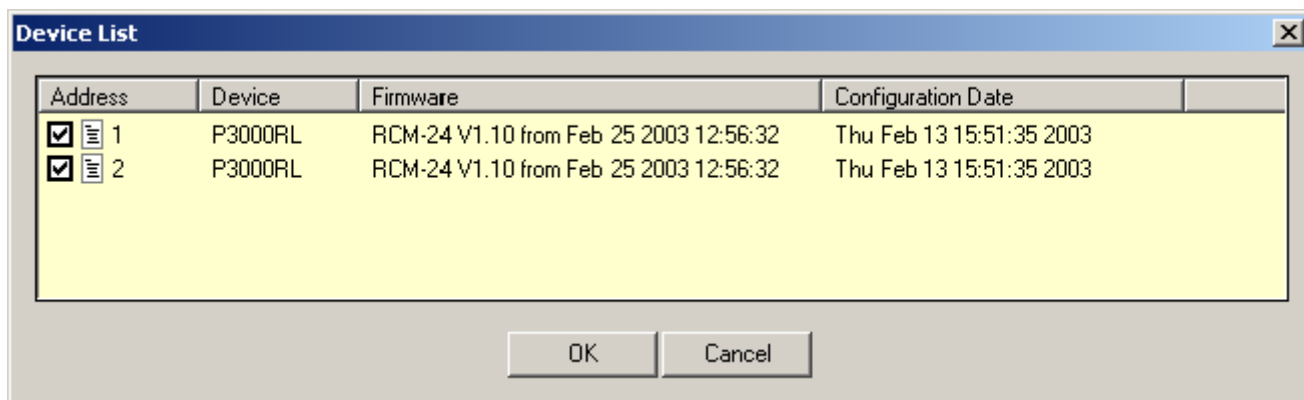 Device List
Address Device Firmware Configuration Date
1 P3000RL RCM-24 V1.10 from Feb 25 2003 12:56:32 Thu Feb 13 15:51:35 2003
2 P3000RL RCM-24 V1.10 from Feb 25 2003 12:56:32 Thu Feb 13 15:51:35 2003
OK Cancel